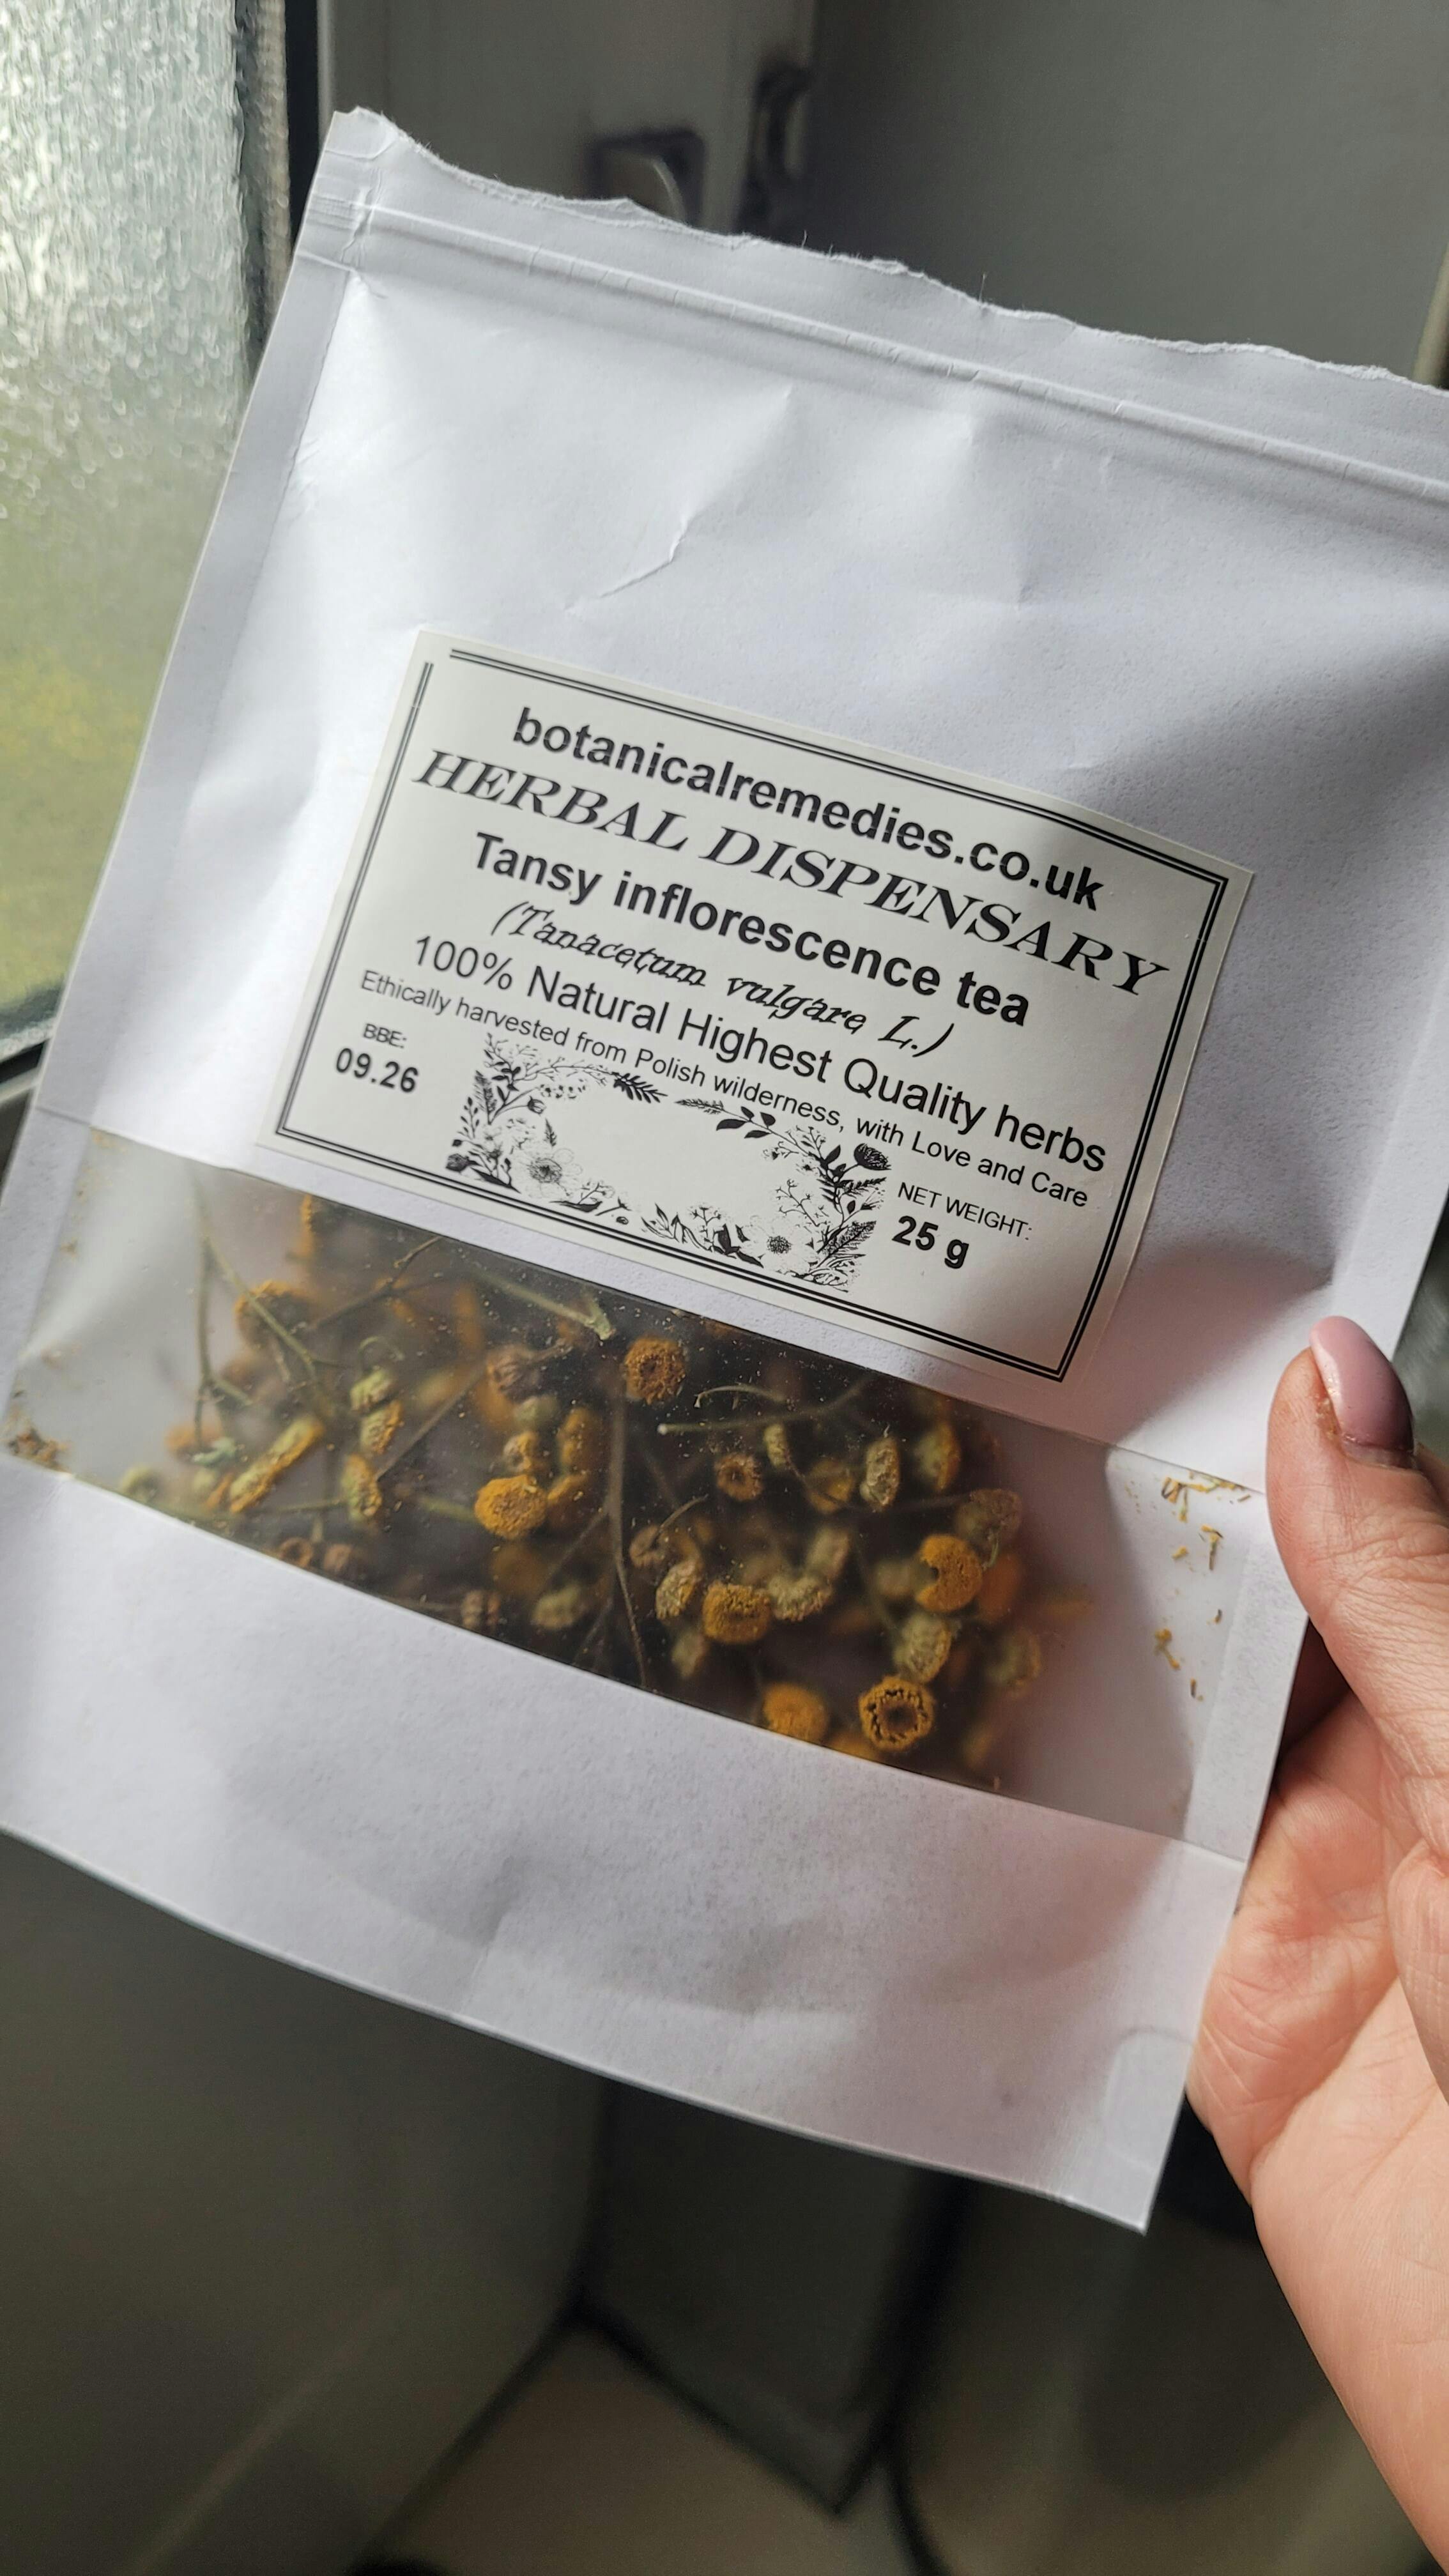 botanicalremedies.co.uk
HERBAL DISPENSARY
Tansy inflorescence tea
(Tanacetum vulgare L.)
100% Natural Highest Quality herbs
Ethically harvested from Polish wilderness, with Love and Care
BBE:
09.26
NET WEIGHT:
25 g